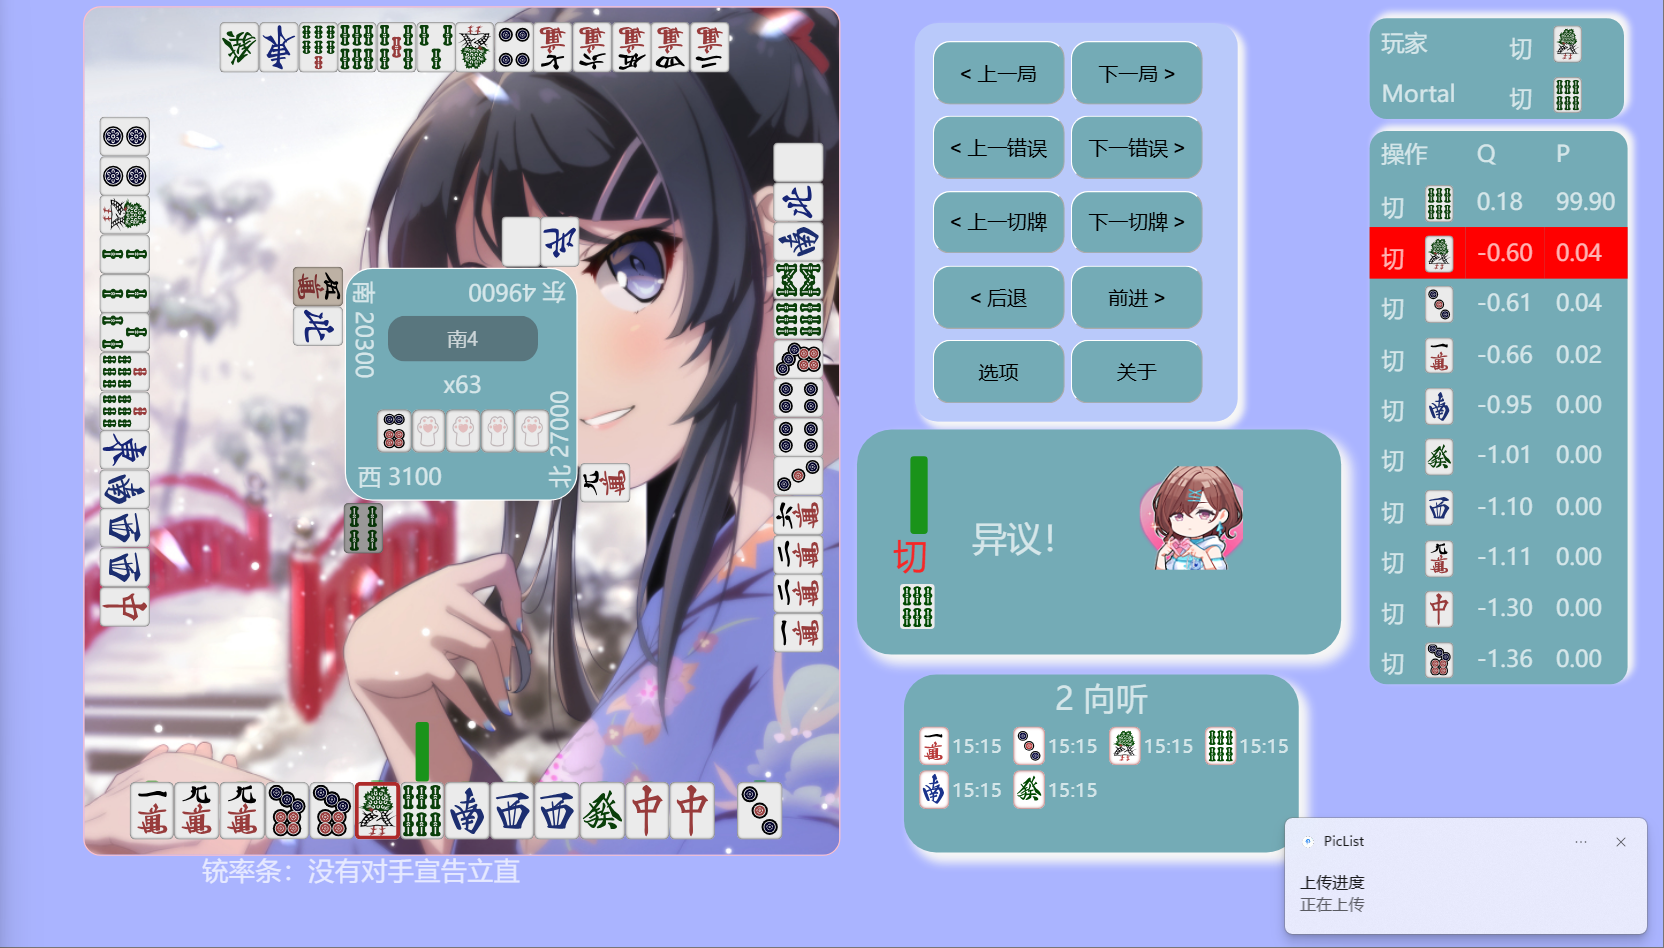 东 49600
南 20300
南4
x63
北 27000
西 3100
铳率条：没有对手宣告立直
< 上一局
下一局 >
< 上一错误
下一错误 >
< 上一切牌
下一切牌 >
< 后退
前进 >
选项
关于
切
异议！
2 向听
15:15
15:15
15:15
15:15
15:15
15:15
玩家 切
Mortal 切
操作 Q P
切 0.18 99.90
切 -0.60 0.04
切 -0.61 0.04
切 -0.66 0.02
切 -0.95 0.00
切 -1.01 0.00
切 -1.10 0.00
切 -1.11 0.00
切 -1.30 0.00
切 -1.36 0.00
PicList
上传进度
正在上传